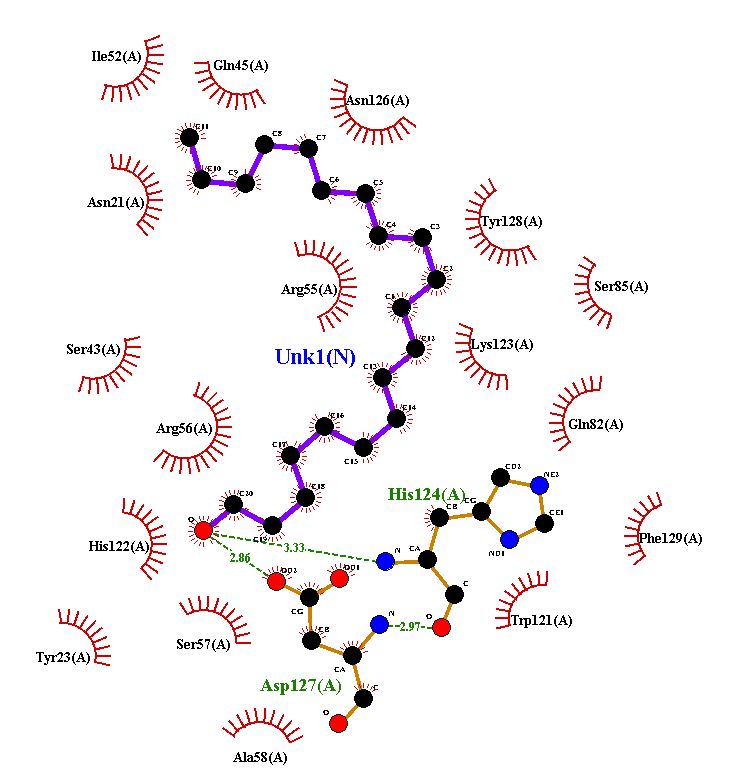 Ile52(A)
Gln45(A)
Asn126(A)
C11
C8
C7
C10
C9
C6
C5
Asn21(A)
C4
C3
Tyr128(A)
C2
Arg55(A)
Ser85(A)
C1
C12
Ser43(A)
Unk1(N)
Lys123(A)
C13
C14
Arg56(A)
C16
Gln82(A)
C17
C15
C18
His124(A)
CD2
NE2
C20
CB
CG
O
C19
CE1
His122(A)
3.33
ND1
Phe129(A)
2.86
N
CA
OD2
OD1
C
CG
N
O
2.97
Trp121(A)
Ser57(A)
CB
Tyr23(A)
CA
Asp127(A)
C
O
Ala58(A)